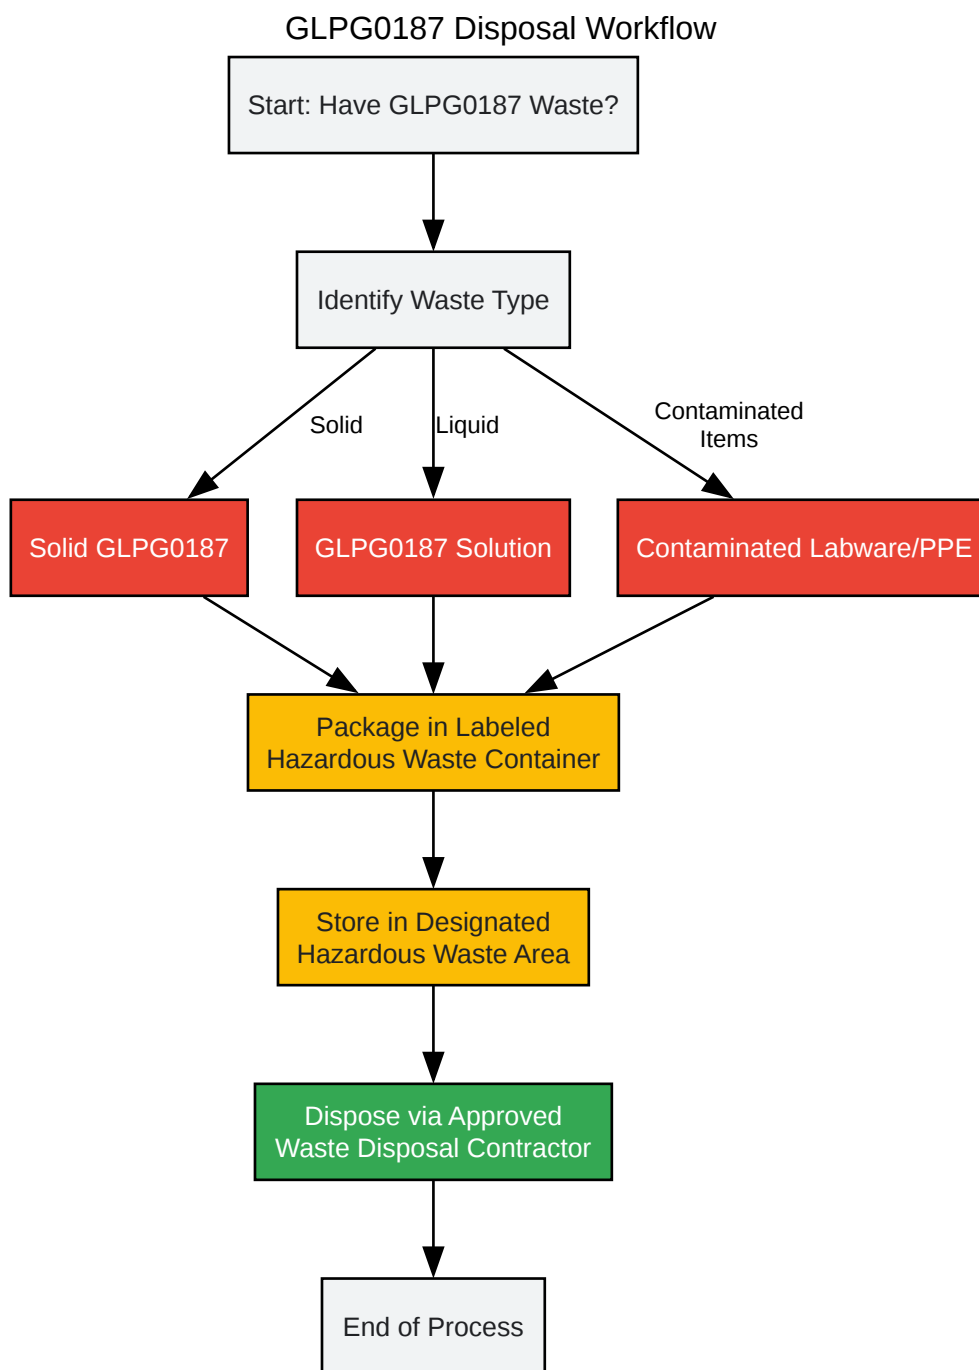 GLPG0187 Disposal Workflow
Start: Have GLPG0187 Waste?
Identify Waste Type
Solid
Liquid
Contaminated
Items
Solid GLPG0187
GLPG0187 Solution
Contaminated Labware/PPE
Package in Labeled
Hazardous Waste Container
Store in Designated
Hazardous Waste Area
Dispose via Approved
Waste Disposal Contractor
End of Process